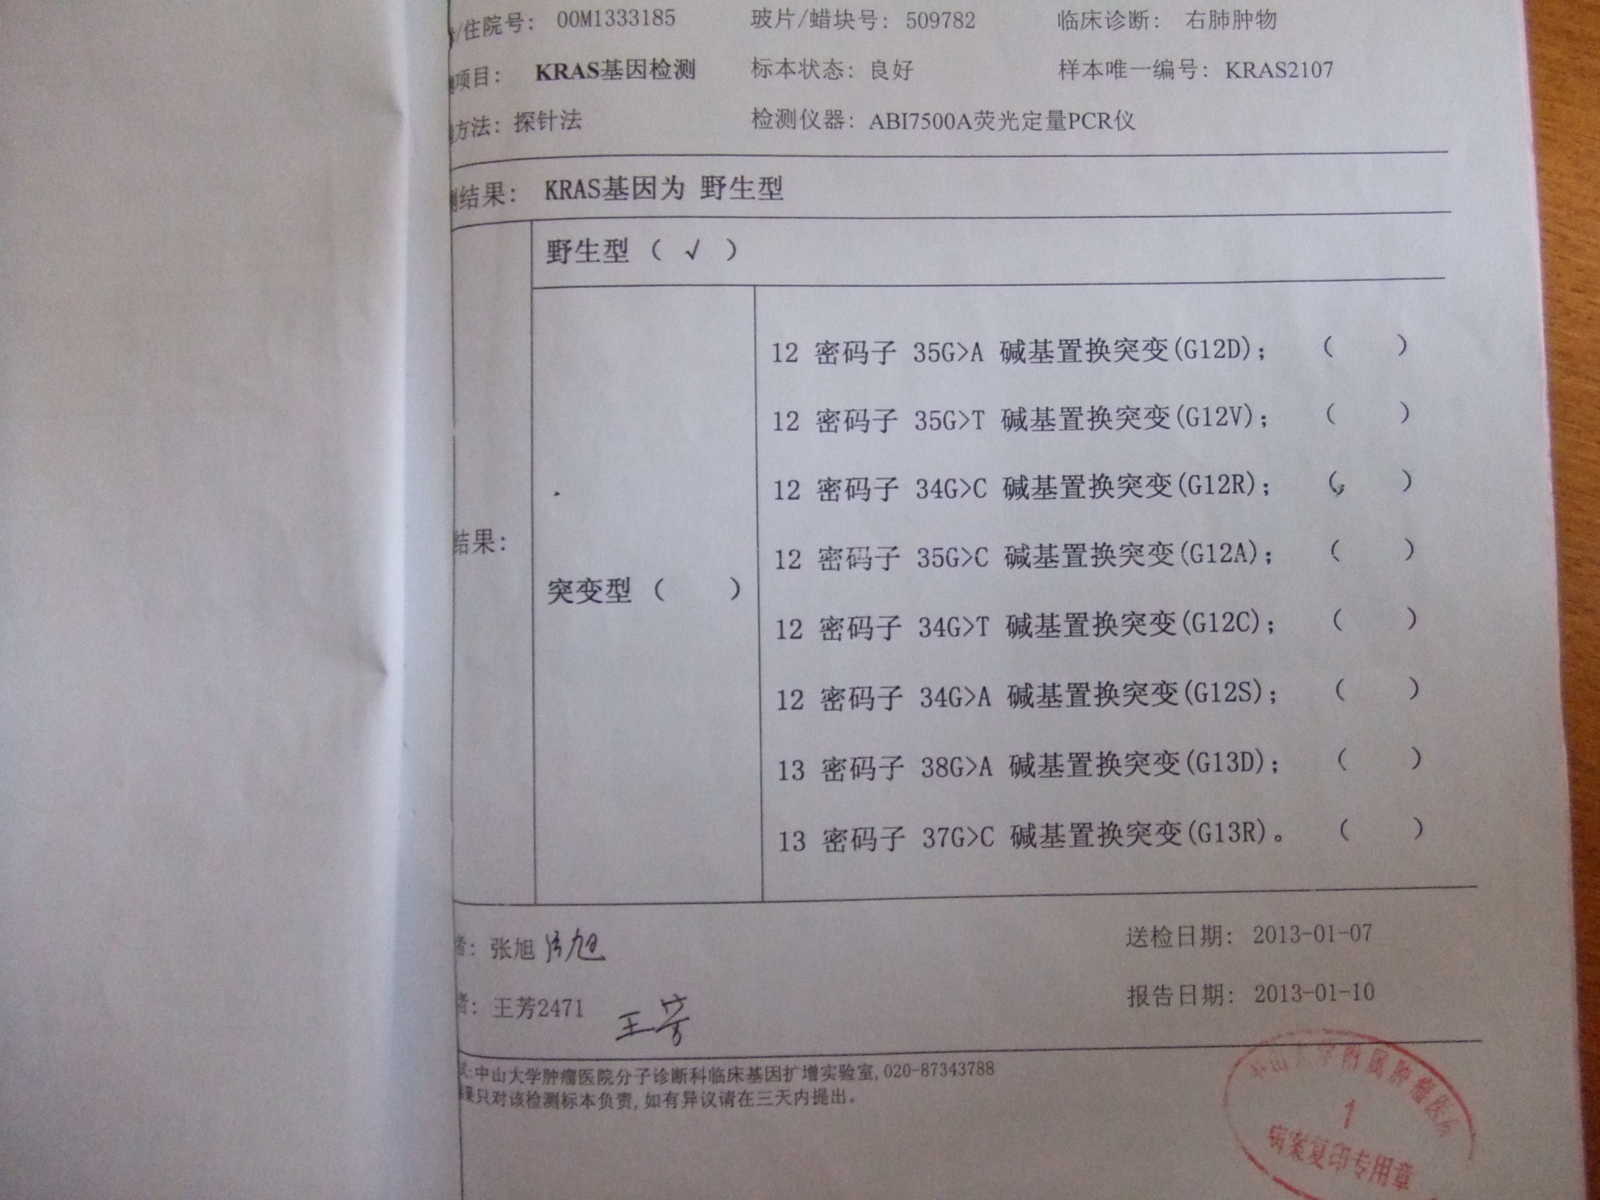 /住院号: 00M1333185 玻片/蜡块号: 509782 临床诊断: 右肺肿物
项目: KRAS基因检测 标本状态: 良好 样本唯一编号: KRAS2107
方法: 探针法 检测仪器: ABI7500A荧光定量PCR仪
结果: KRAS基因为 野生型
野生型 ( √ )
12 密码子 35G>A 碱基置换突变(G12D); ( )
12 密码子 35G>T 碱基置换突变(G12V); ( )
12 密码子 34G>C 碱基置换突变(G12R); ( )
12 密码子 35G>C 碱基置换突变(G12A); ( )
结果:
突变型 ( )
12 密码子 34G>T 碱基置换突变(G12C); ( )
12 密码子 34G>A 碱基置换突变(G12S); ( )
13 密码子 38G>A 碱基置换突变(G13D); ( )
13 密码子 37G>C 碱基置换突变(G13R)。 ( )
者: 张旭 张旭 送检日期: 2013-01-07
者: 王芳2471 王芳 报告日期: 2013-01-10
:中山大学肿瘤医院分子诊断科临床基因扩增实验室,020-87343788
果只对该检测标本负责,如有异议请在三天内提出。
中山大学附属肿瘤医院
1
病案复印专用章